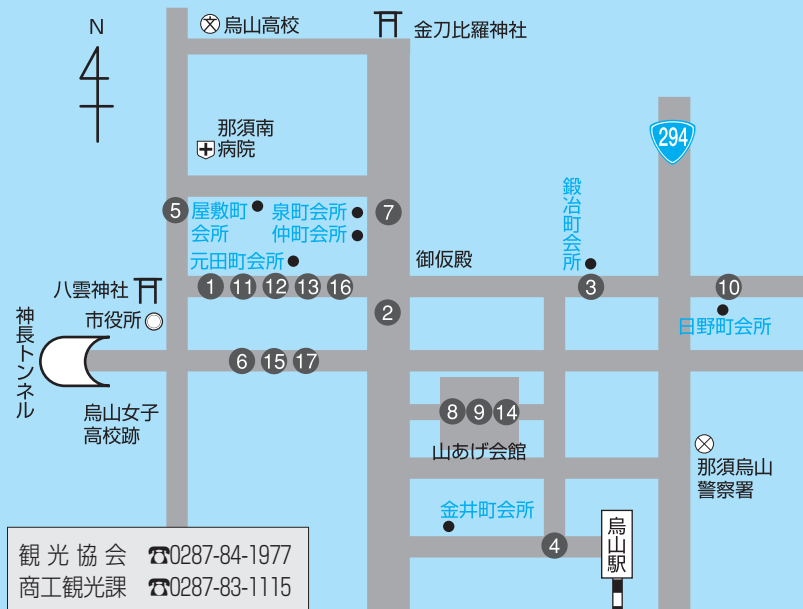 N
烏山高校
金刀比羅神社
那須南
病院
294
鍛冶町会所
5
屋敷町
会所
泉町会所
仲町会所
7
元田町会所
御仮殿
八雲神社
1 11 12 13 16
3
10
市役所
2
日野町会所
神長トンネル
6 15 17
烏山女子
高校跡
8 9 14
山あげ会館
那須烏山
警察署
金井町会所
4
烏山駅
観光協会 ☎0287-84-1977
商工観光課 ☎0287-83-1115